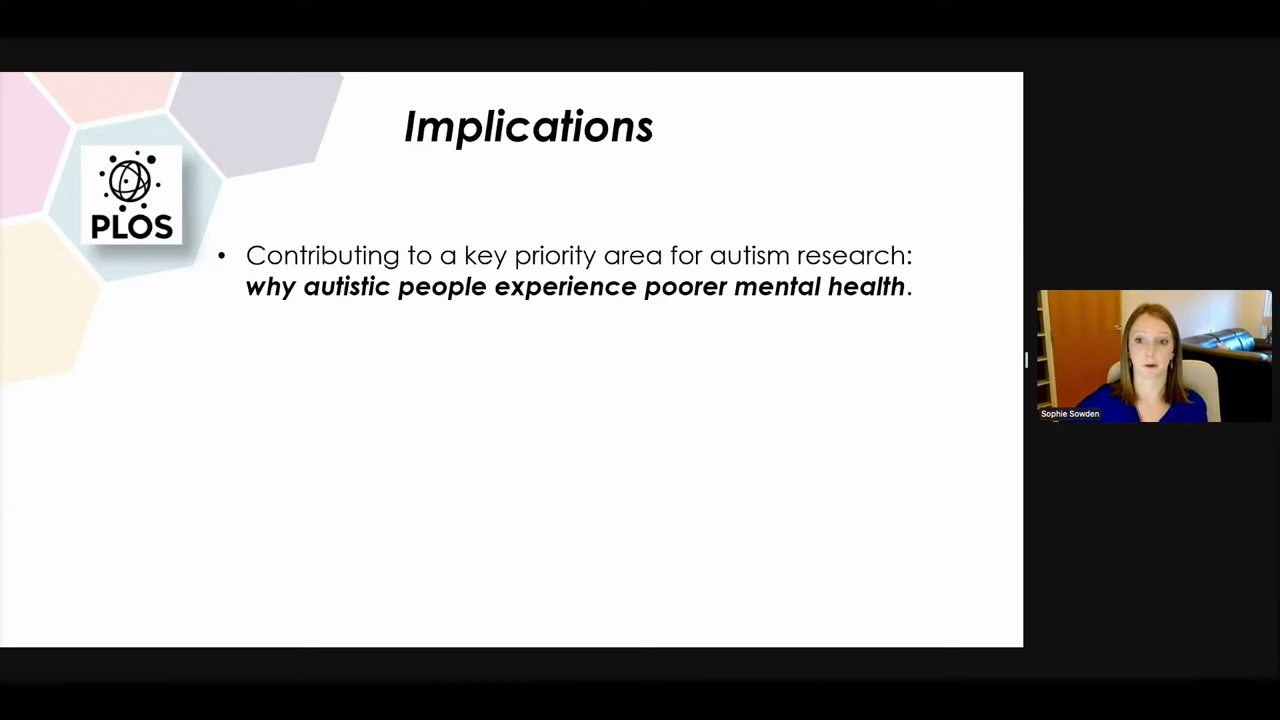 Implications
PLOS
• Contributing to a key priority area for autism research:
why autistic people experience poorer mental health.
Sophie Sowden